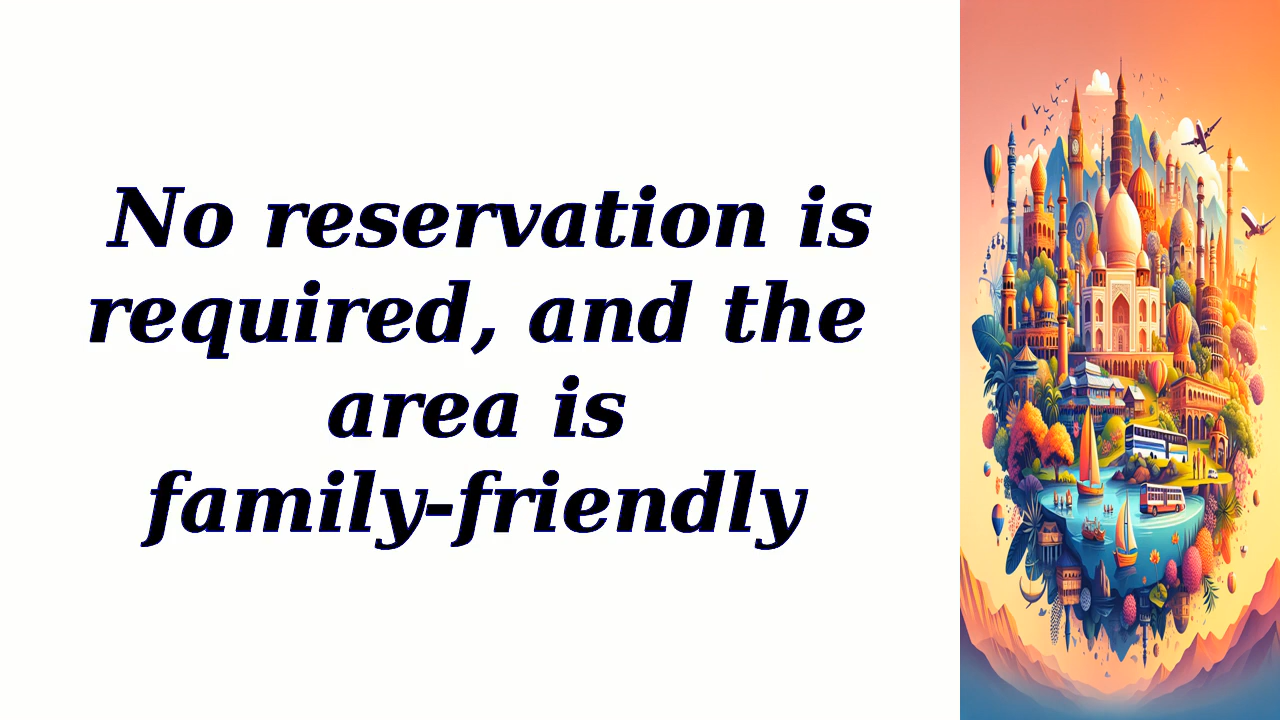 No reservation is
required, and the
area is
family-friendly